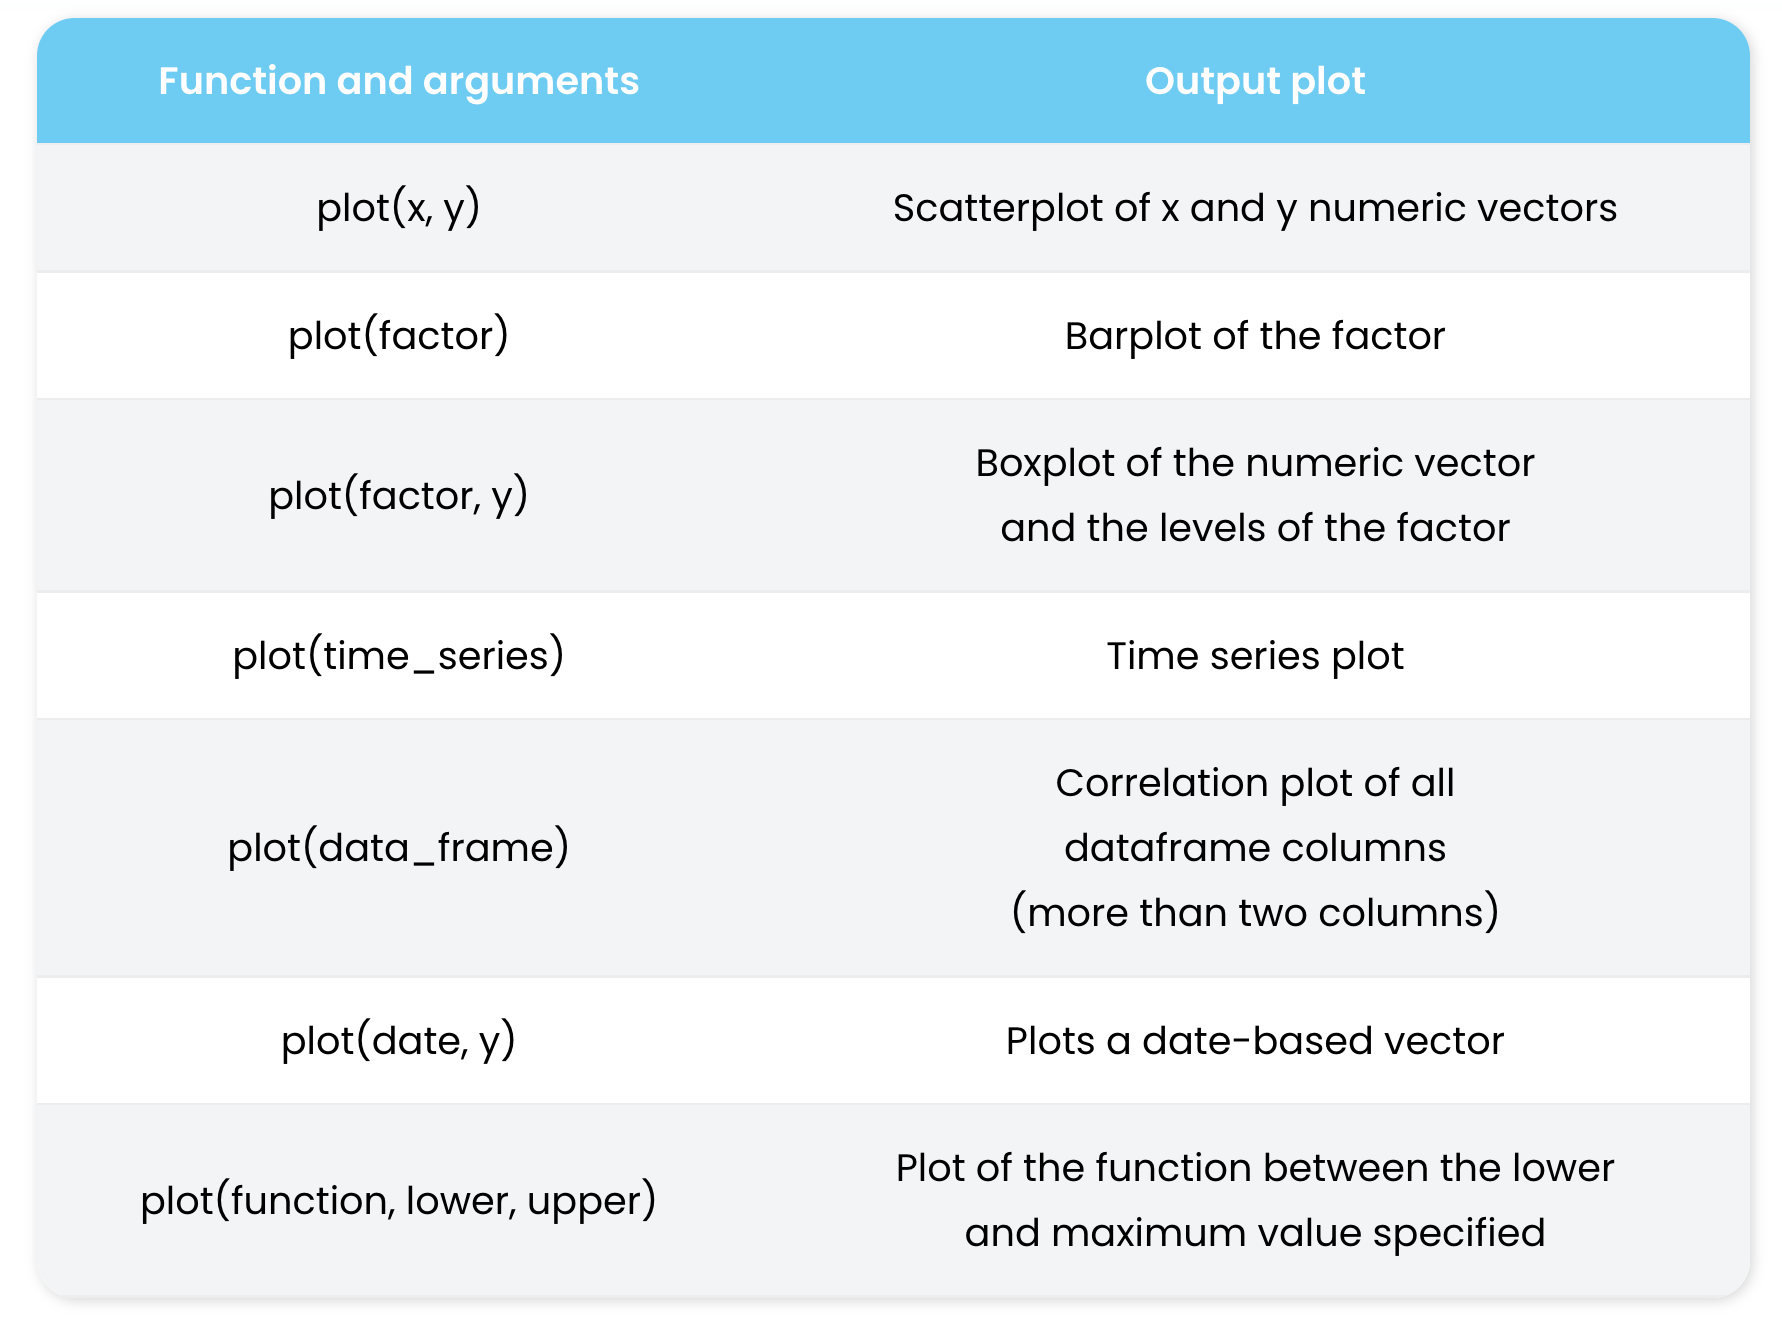 Function and arguments
Output plot
plot(x, y)
Scatterplot of x and y numeric vectors
plot(factor)
Barplot of the factor
plot(factor, y)
Boxplot of the numeric vector
and the levels of the factor
plot(time_series)
Time series plot
plot(data_frame)
Correlation plot of all
dataframe columns
(more than two columns)
plot(date, y)
Plots a date-based vector
plot(function, lower, upper)
Plot of the function between the lower
and maximum value specified